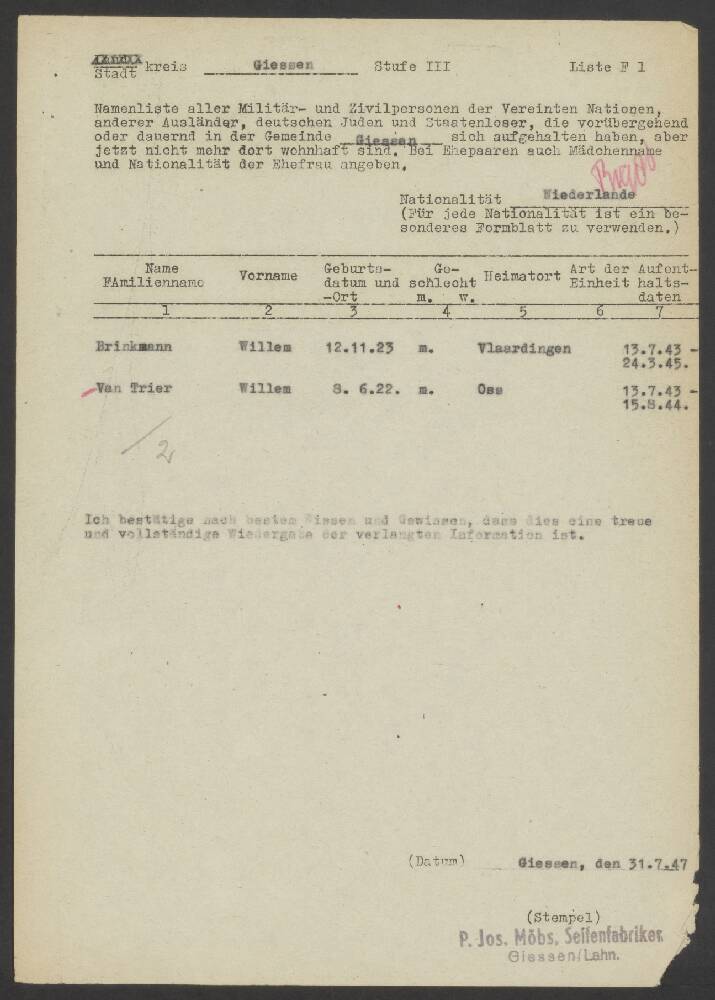 Stadt kreis Giessen Stufe III Liste F 1
Namenliste aller Militär- und Zivilpersonen der Vereinten Nationen,
anderer Ausländer, deutschen Juden und Staatenloser, die vorübergehend
oder dauernd in der Gemeinde Giessen sich aufgehalten haben, aber
jetzt nicht mehr dort wohnhaft sind. Bei Ehepaaren auch Mädchenname
und Nationalität der Ehefrau angeben.
Nationalität Niederlande
(Für jede Nationalität ist ein be-
sonderes Formblatt zu verwenden.)
Name Vorname Geburts- Ge- Heimatort Art der Aufent-
FAmilienname datum und schlecht Einheit halts-
-Ort m. w. daten
1 2 3 4 5 6 7
Brinkmann Willem 12.11.23 m. Vlaardingen 13.7.43 -
24.3.45.
Van Trier Willem 8. 6.22. m. Oss 13.7.43 -
15.8.44.
2
Ich bestätige nach besten Wissen und Gewissen, dass dies eine treue
und vollständige Wiedergabe der verlangten Information ist.
(Datum) Giessen, den 31.7.47
(Stempel)
P. Jos. Möbs, Seifenfabriker
Giessen/Lahn.